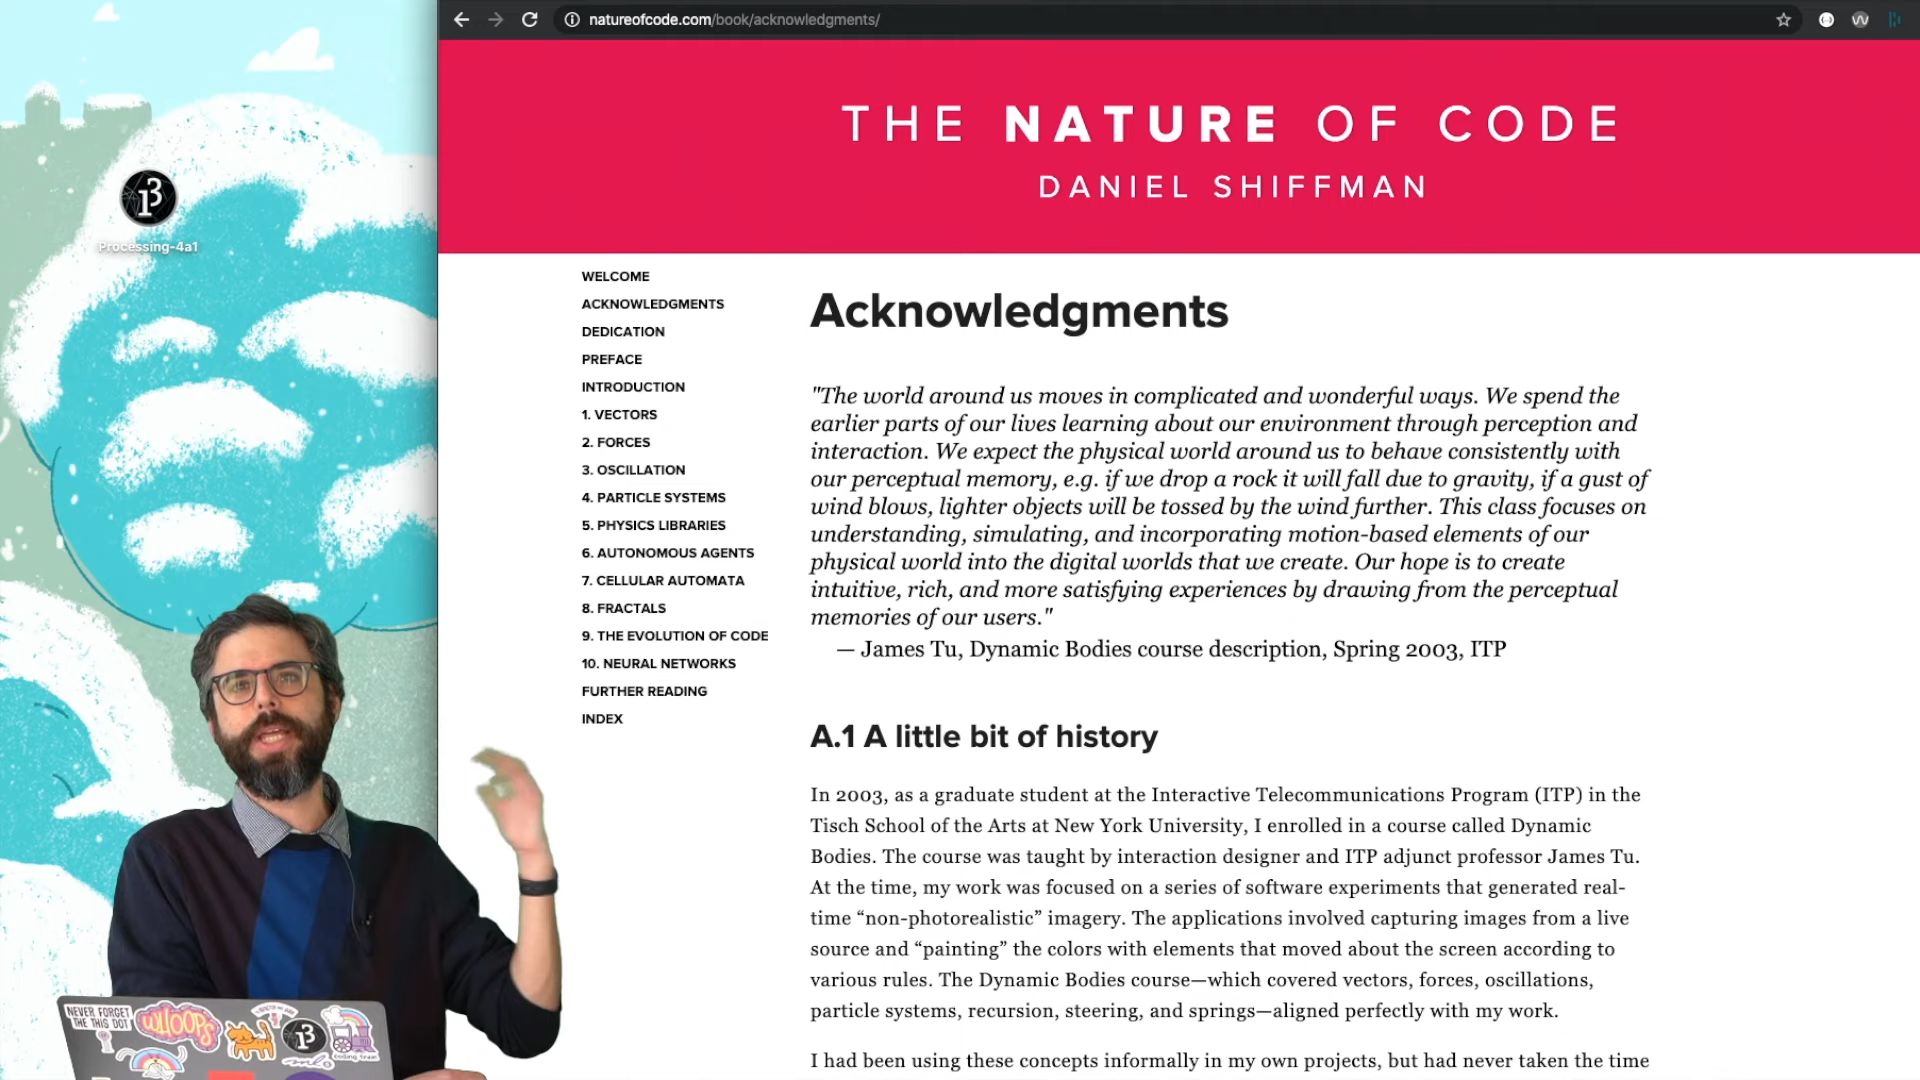 natureofcode.com/book/acknowledgments/
THE NATURE OF CODE
DANIEL SHIFFMAN
Processing-4a1
WELCOME
ACKNOWLEDGMENTS
DEDICATION
PREFACE
INTRODUCTION
1. VECTORS
2. FORCES
3. OSCILLATION
4. PARTICLE SYSTEMS
5. PHYSICS LIBRARIES
6. AUTONOMOUS AGENTS
7. CELLULAR AUTOMATA
8. FRACTALS
9. THE EVOLUTION OF CODE
10. NEURAL NETWORKS
FURTHER READING
INDEX
Acknowledgments
"The world around us moves in complicated and wonderful ways. We spend the
earlier parts of our lives learning about our environment through perception and
interaction. We expect the physical world around us to behave consistently with
our perceptual memory, e.g. if we drop a rock it will fall due to gravity, if a gust of
wind blows, lighter objects will be tossed by the wind further. This class focuses on
understanding, simulating, and incorporating motion-based elements of our
physical world into the digital worlds that we create. Our hope is to create
intuitive, rich, and more satisfying experiences by drawing from the perceptual
memories of our users."
— James Tu, Dynamic Bodies course description, Spring 2003, ITP
A.1 A little bit of history
In 2003, as a graduate student at the Interactive Telecommunications Program (ITP) in the
Tisch School of the Arts at New York University, I enrolled in a course called Dynamic
Bodies. The course was taught by interaction designer and ITP adjunct professor James Tu.
At the time, my work was focused on a series of software experiments that generated real-
time “non-photorealistic” imagery. The applications involved capturing images from a live
source and “painting” the colors with elements that moved about the screen according to
various rules. The Dynamic Bodies course—which covered vectors, forces, oscillations,
particle systems, recursion, steering, and springs—aligned perfectly with my work.
I had been using these concepts informally in my own projects, but had never taken the time
NEVER FORGET
THE THIS DOT
WHOOPS
Coding Train